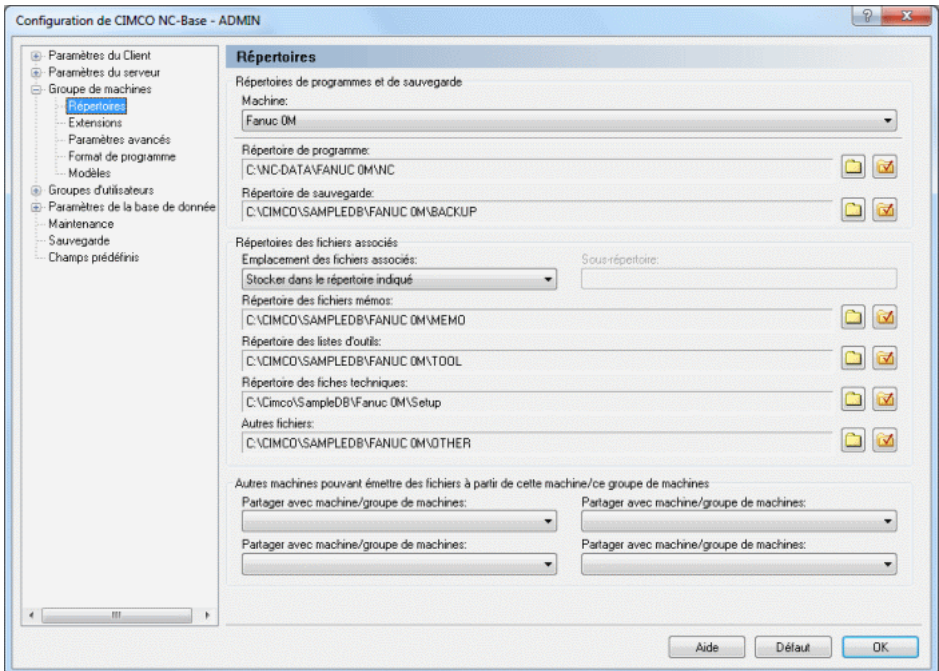 Configuration de CIMCO NC-Base - ADMIN
Paramètres du Client
Paramètres du serveur
Groupe de machines
Répertoires
Extensions
Paramètres avancés
Format de programme
Modèles
Groupes d'utilisateurs
Paramètres de la base de donnée
Maintenance
Sauvegarde
Champs prédéfinis
Répertoires
Répertoires de programmes et de sauvegarde
Machine:
Fanuc 0M
Répertoire de programme:
C:\NC-DATA\FANUC 0M\NC
Répertoire de sauvegarde:
C:\CIMCO\SAMPLEDB\FANUC 0M\BACKUP
Répertoires des fichiers associés
Emplacement des fichiers associés: Sous-répertoire:
Stocker dans le répertoire indiqué
Répertoire des fichiers mémos:
C:\CIMCO\SAMPLEDB\FANUC 0M\MEMO
Répertoire des listes d'outils:
C:\CIMCO\SAMPLEDB\FANUC 0M\TOOL
Répertoire des fiches techniques:
C:\Cimco\SampleDB\Fanuc 0M\Setup
Autres fichiers:
C:\CIMCO\SAMPLEDB\FANUC 0M\OTHER
Autres machines pouvant émettre des fichiers à partir de cette machine/ce groupe de machines
Partager avec machine/groupe de machines: Partager avec machine/groupe de machines:
Partager avec machine/groupe de machines: Partager avec machine/groupe de machines:
Aide Défaut OK